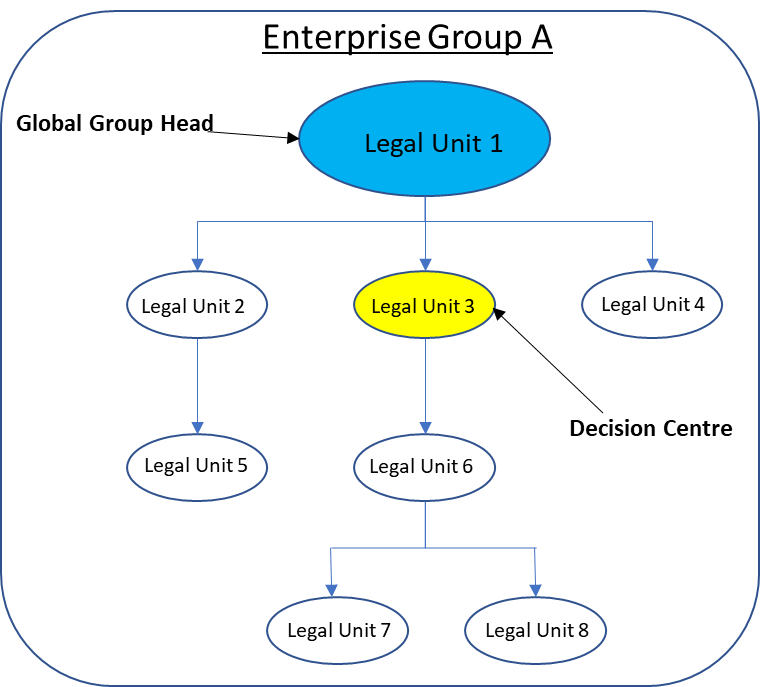 Enterprise Group A
Global Group Head
Legal Unit 1
Legal Unit 2
Legal Unit 3
Legal Unit 4
Decision Centre
Legal Unit 5
Legal Unit 6
Legal Unit 7
Legal Unit 8